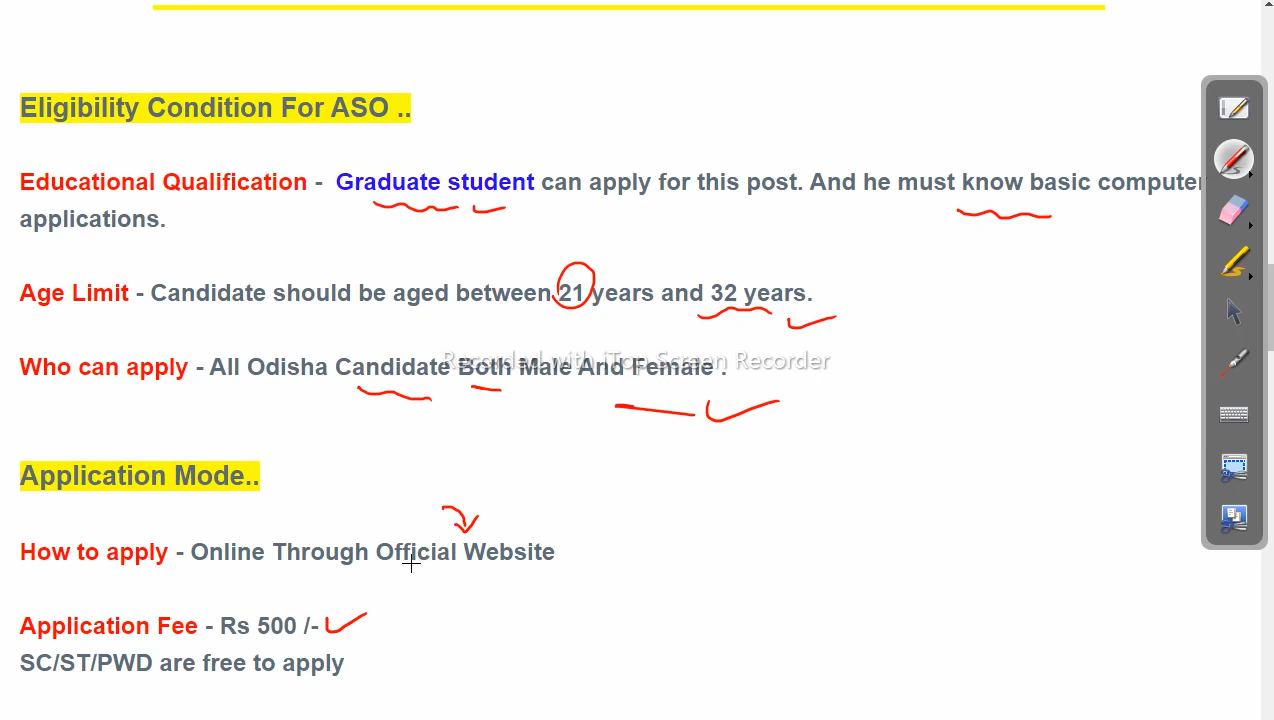 Eligibility Condition For ASO ..
Educational Qualification - Graduate student can apply for this post. And he must know basic computer
applications.
Age Limit - Candidate should be aged between 21 years and 32 years.
Who can apply - All Odisha Candidate Both Male And Female .
Recorded with iTop Screen Recorder
Application Mode..
How to apply - Online Through Official Website
Application Fee - Rs 500 /-
SC/ST/PWD are free to apply